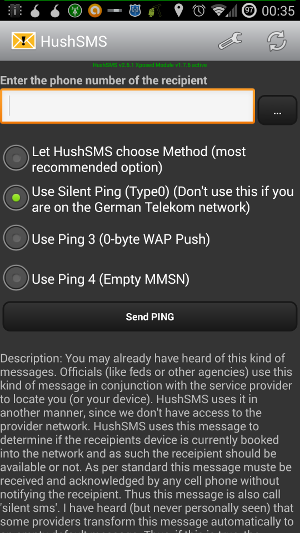 97 00:35
HushSMS
HushSMS v2.5.1 Xposed Module v1.1.6 active
Enter the phone number of the recipient
...
Let HushSMS choose Method (most
recommended option)
Use Silent Ping (Type0) (Don't use this if you
are on the German Telekom network)
Use Ping 3 (0-byte WAP Push)
Use Ping 4 (Empty MMSN)
Send PING
Description: You may already have heard of this kind of
messages. Officials (like feds or other agencies) use this
kind of message in conjunction with the service provider
to locate you (or your device). HushSMS uses it in
another manner, since we don't have access to the
provider network. HushSMS uses this message to
determine if the receipients device is currently booked
into the network and as such the receipient should be
available or not. As per standard this message muste be
received and acknowledged by any cell phone without
notifying the receipient. Thus this message is also call
'silent sms'. I have heard (but never personally seen) that
some providers transform this message automatically to